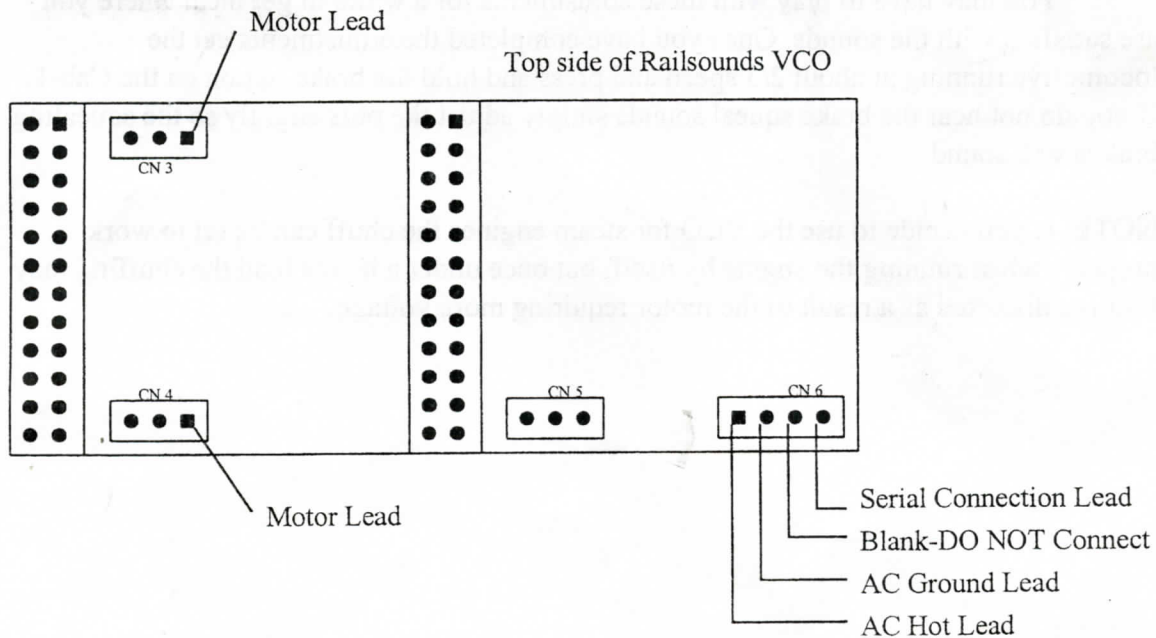 Motor Lead
Top side of Railsounds VCO
CN 3
CN 4
CN 5
CN 6
Motor Lead
Serial Connection Lead
Blank-DO NOT Connect
AC Ground Lead
AC Hot Lead